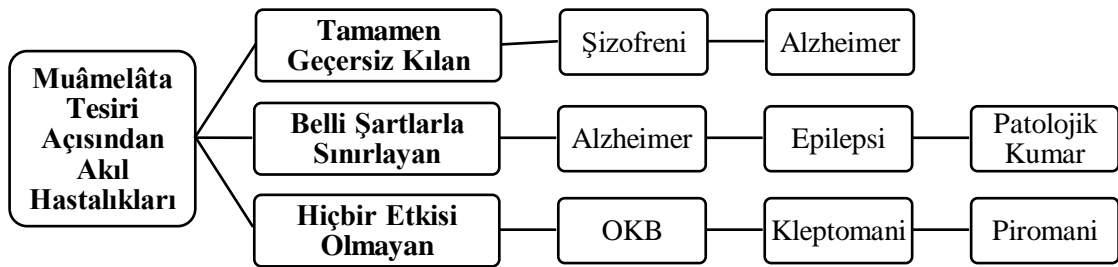 Muâmelâta
Tesiri
Açısından
Akıl
Hastalıkları
Tamamen
Geçersiz Kılan
Şizofreni
Alzheimer
Belli Şartlarla
Sınırlayan
Alzheimer
Epilepsi
Patolojik
Kumar
Hiçbir Etkisi
Olmayan
OKB
Kleptomani
Piromani